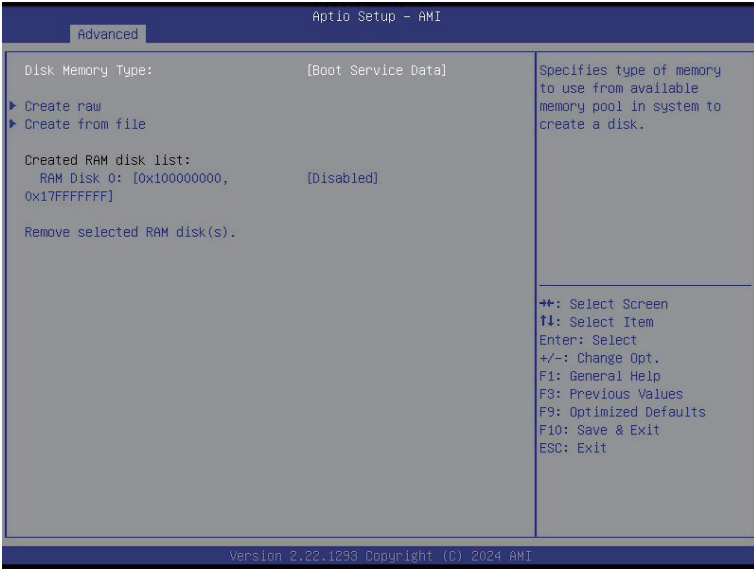 Aptio Setup – AMI
Advanced
Disk Memory Type: [Boot Service Data]
Create raw
Create from file
Created RAM disk list:
RAM Disk 0: [0x100000000, [Disabled]
0x17FFFFFFF]
Remove selected RAM disk(s).
Specifies type of memory
to use from available
memory pool in system to
create a disk.
→←: Select Screen
↑↓: Select Item
Enter: Select
+/-: Change Opt.
F1: General Help
F3: Previous Values
F9: Optimized Defaults
F10: Save & Exit
ESC: Exit
Version 2.22.1293 Copyright (C) 2024 AMI